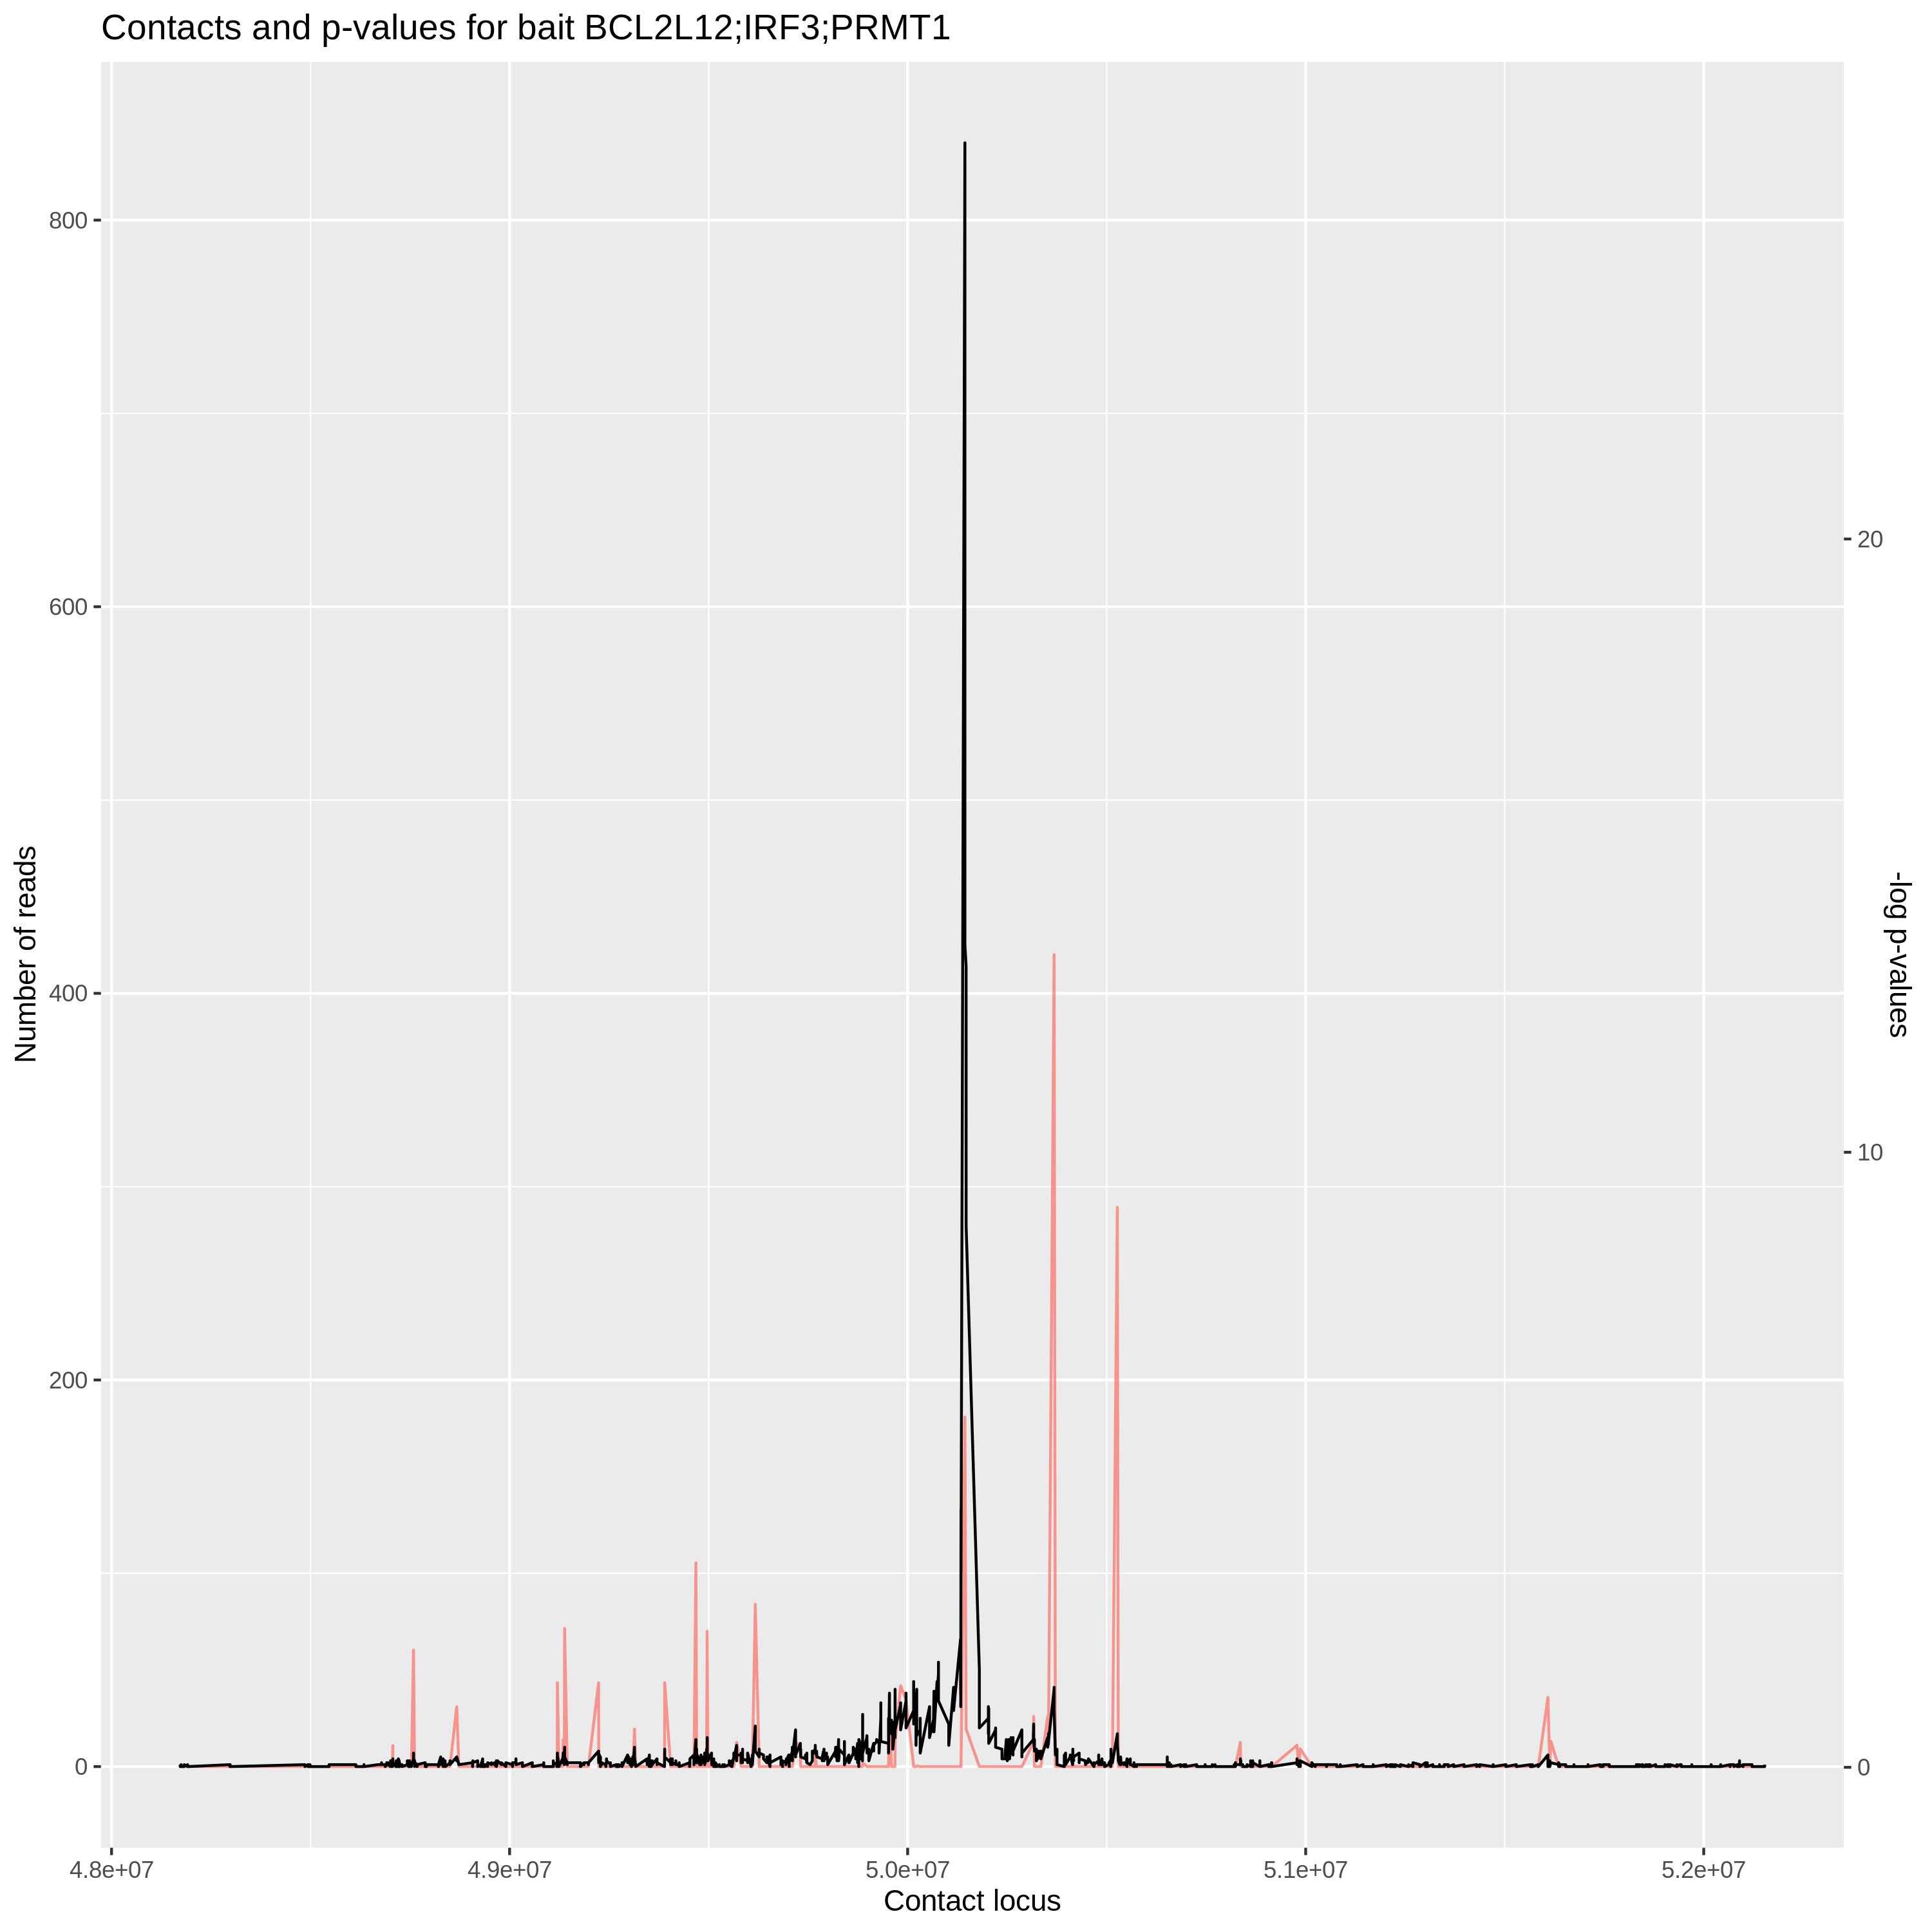 Contacts and p-values for bait BCL2L12;IRF3;PRMT1
Number of reads
800
600
400
200
0
20
10
0
-log p-values
4.8e+07
4.9e+07
5.0e+07
5.1e+07
5.2e+07
Contact locus